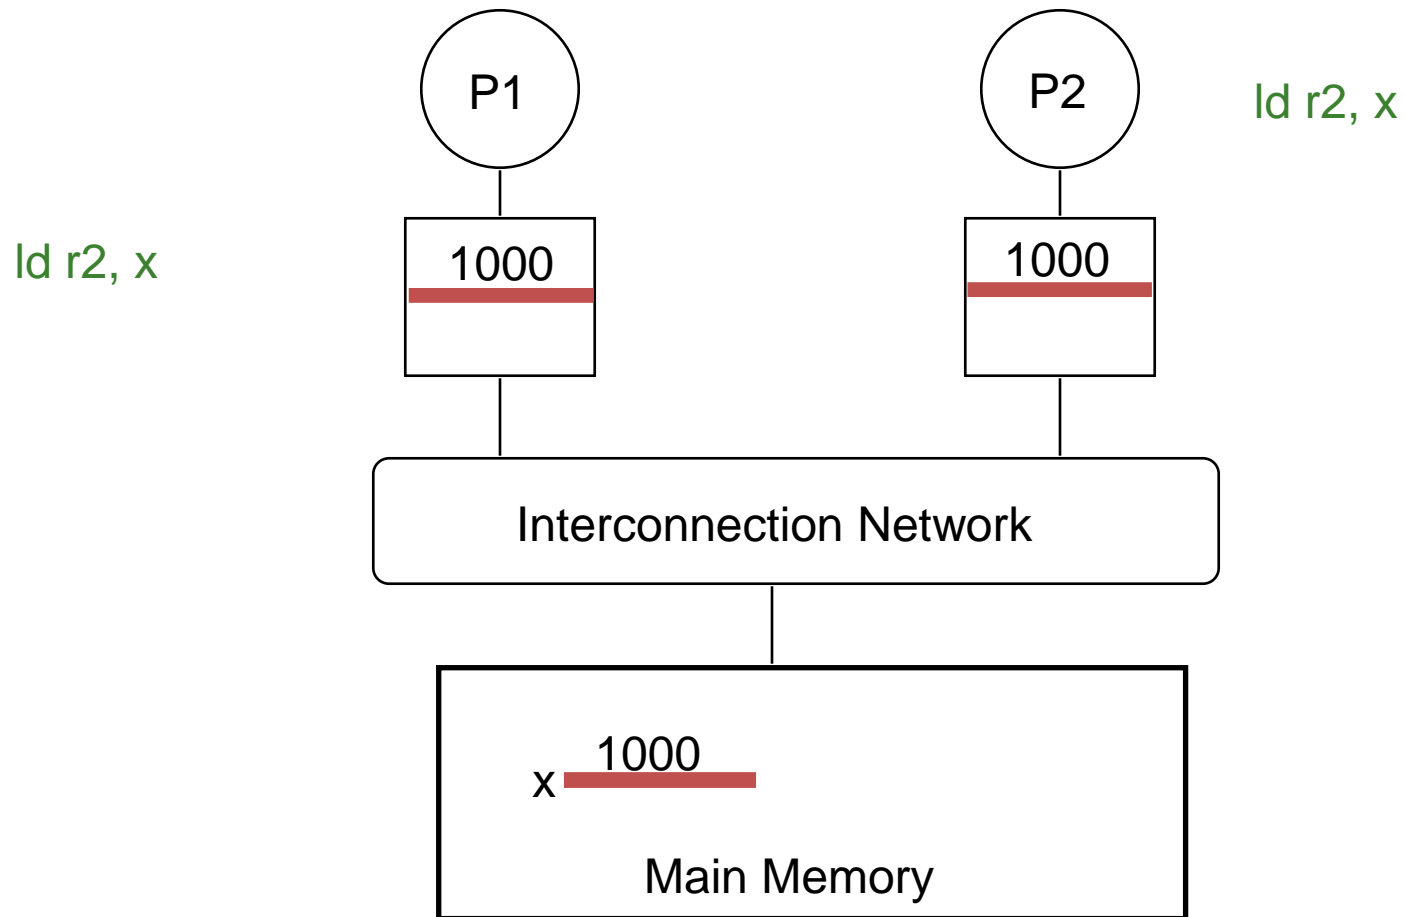 P1
P2
ld r2, x
ld r2, x
1000
1000
Interconnection Network
1000
x
Main Memory